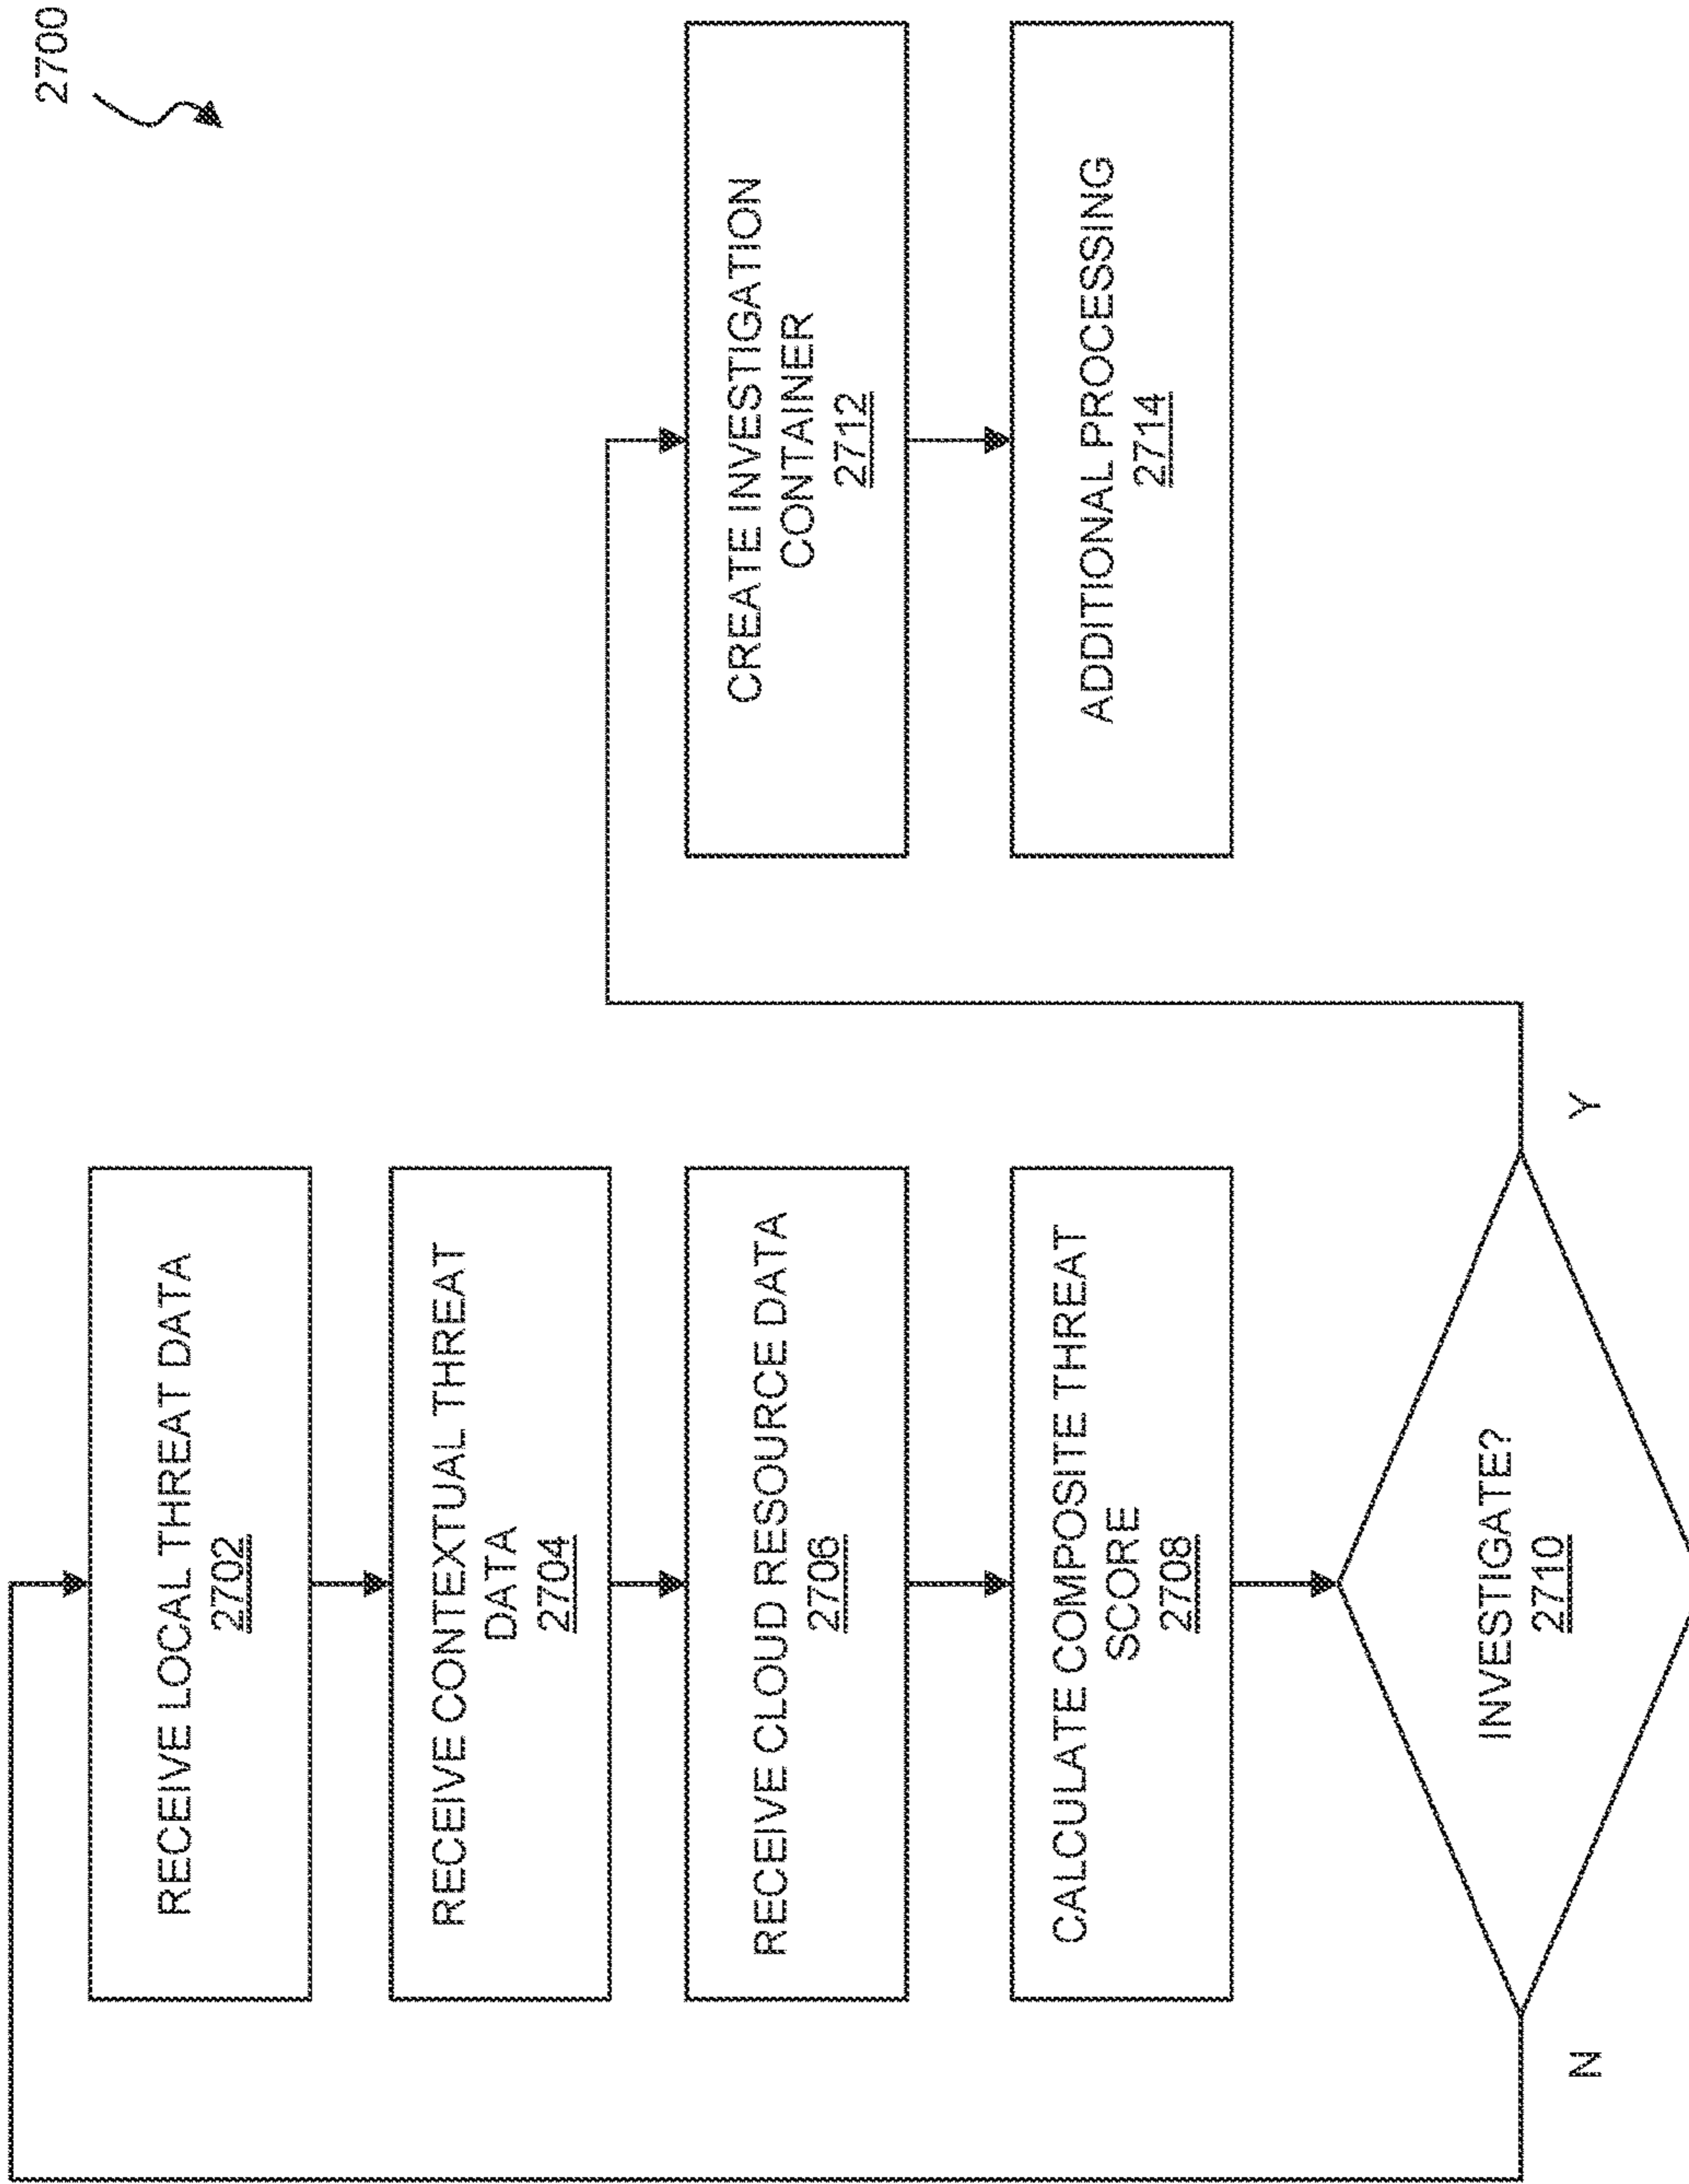 2700
RECEIVE LOCAL THREAT DATA
2702
RECEIVE CONTEXTUAL THREAT
DATA
2704
RECEIVE CLOUD RESOURCE DATA
2706
CALCULATE COMPOSITE THREAT
SCORE
2708
INVESTIGATE?
2710
N
Y
CREATE INVESTIGATION
CONTAINER
2712
ADDITIONAL PROCESSING
2714